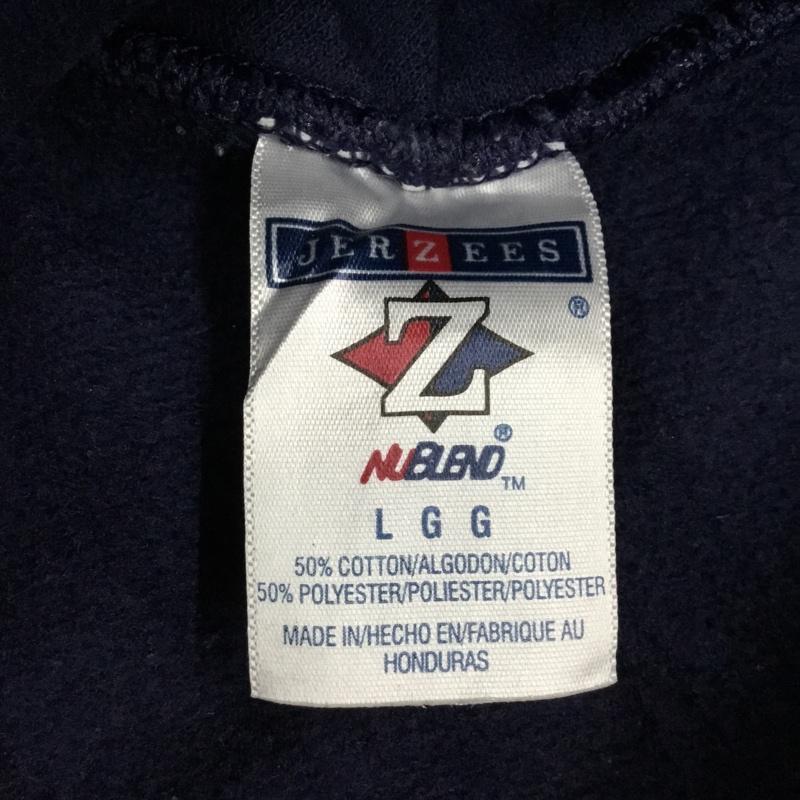 JERZEES
®
Z
NUBLEND®
TM
L G G
50% COTTON/ALGODON/COTON
50% POLYESTER/POLIESTER/POLYESTER
MADE IN/HECHO EN/FABRIQUE AU
HONDURAS